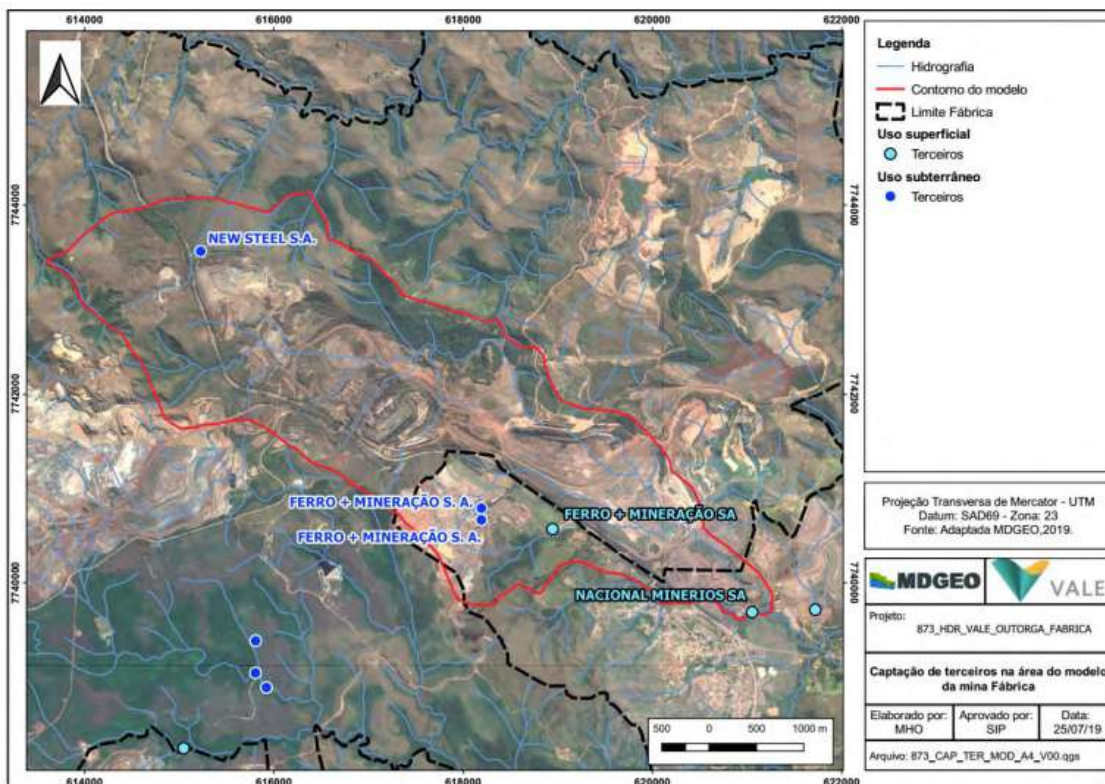 614000
616000
618000
620000
622000
7744000
7744000
7742000
7742000
7740000
7740000
614000
616000
618000
620000
622000
NEW STEEL S.A.
FERRO + MINERAÇÃO S. A.
FERRO + MINERAÇÃO S. A.
FERRO + MINERAÇÃO SA
NACIONAL MINERIOS SA
500
0
500
1000 m
Legenda
Hidrografia
Contorno do modelo
Limite Fábrica
Uso superficial
Terceiros
Uso subterrâneo
Terceiros
Projeção Transversa de Mercator - UTM
Datum: SAD69 - Zona: 23
Fonte: Adaptada MDGEO,2019.
MDGEO
VALE
Projeto:
873_HDR_VALE_OUTORGA_FABRICA
Captação de terceiros na área do modelo
da mina Fábrica
Elaborado por:
MHO
Aprovado por:
SIP
Data:
25/07/19
Arquivo: 873_CAP_TER_MOD_A4_V00.qgs